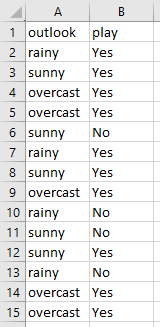 A B
1 outlook play
2 rainy Yes
3 sunny Yes
4 overcast Yes
5 overcast Yes
6 sunny No
7 rainy Yes
8 sunny Yes
9 overcast Yes
10 rainy No
11 sunny No
12 sunny Yes
13 rainy No
14 overcast Yes
15 overcast Yes